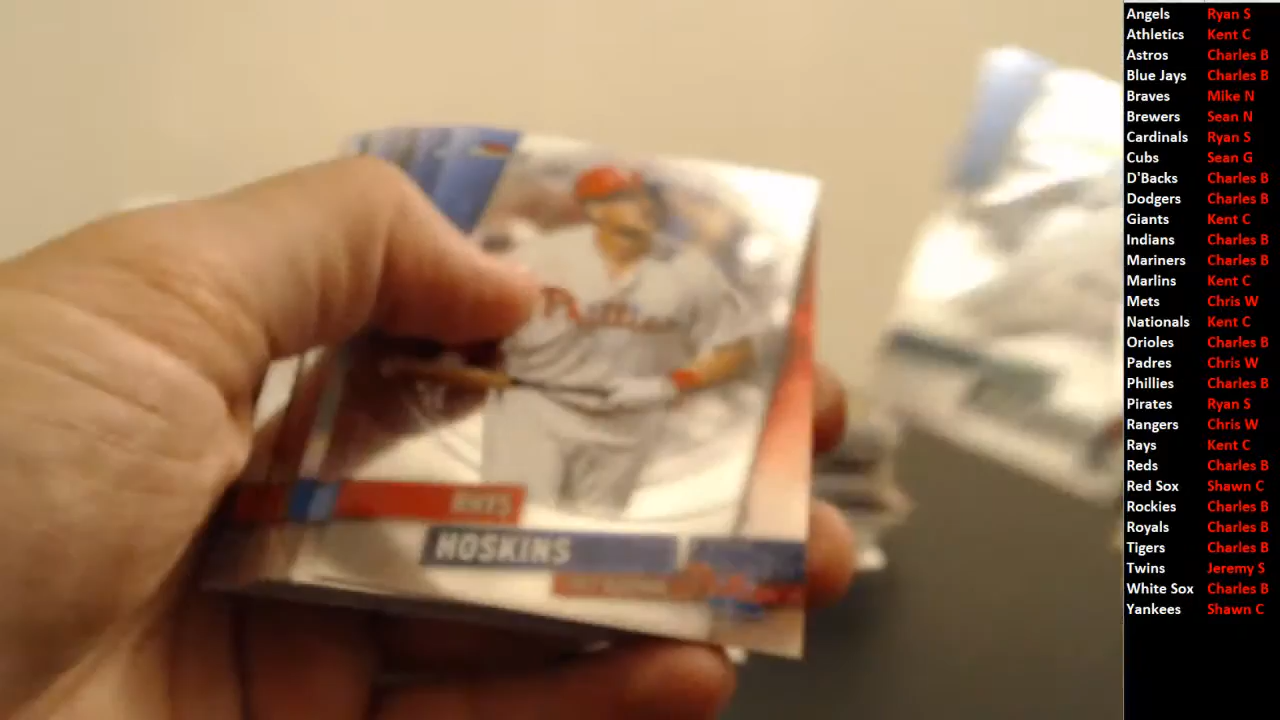 Phillies
RHYS
HOSKINS
Angels Ryan S
Athletics Kent C
Astros Charles B
Blue Jays Charles B
Braves Mike N
Brewers Sean N
Cardinals Ryan S
Cubs Sean G
D'Backs Charles B
Dodgers Charles B
Giants Kent C
Indians Charles B
Mariners Charles B
Marlins Kent C
Mets Chris W
Nationals Kent C
Orioles Charles B
Padres Chris W
Phillies Charles B
Pirates Ryan S
Rangers Chris W
Rays Kent C
Reds Charles B
Red Sox Shawn C
Rockies Charles B
Royals Charles B
Tigers Charles B
Twins Jeremy S
White Sox Charles B
Yankees Shawn C